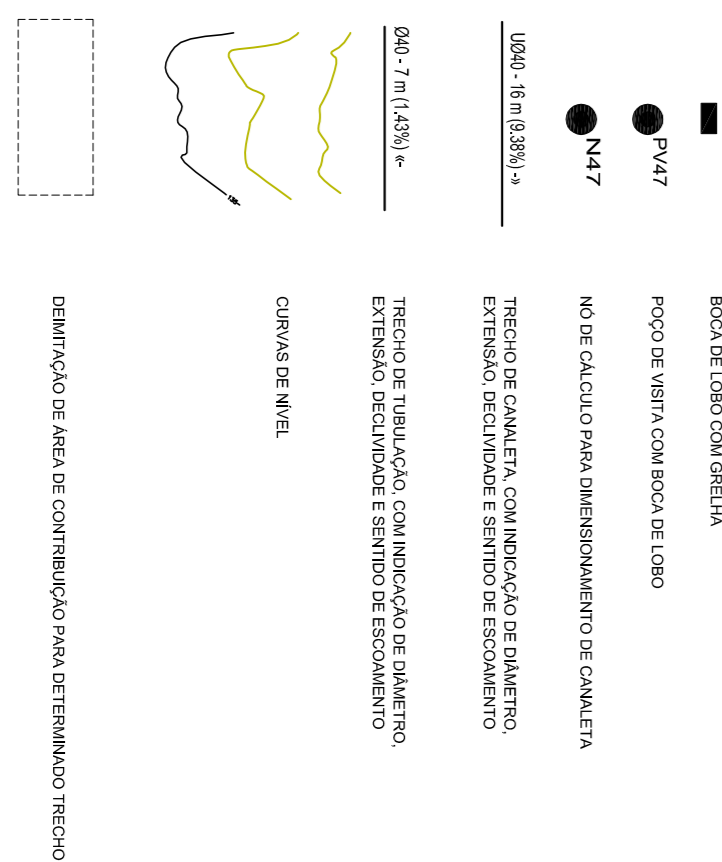 BOCA DE LOBO COM GRELHA
PV47
POÇO DE VISITA COM BOCA DE LOBO
N47
NÓ DE CÁLCULO PARA DIMENSIONAMENTO DE CANALETA
UØ40 - 16 m (9.38%) -»
TRECHO DE CANALETA, COM INDICAÇÃO DE DIÂMETRO,
EXTENSÃO, DECLIVIDADE E SENTIDO DE ESCOAMENTO
Ø40 - 7 m (1.43%) «-
TRECHO DE TUBULAÇÃO, COM INDICAÇÃO DE DIÂMETRO,
EXTENSÃO, DECLIVIDADE E SENTIDO DE ESCOAMENTO
CURVAS DE NÍVEL
DEIMITAÇÃO DE ÁREA DE CONTRIBUIÇÃO PARA DETERMINADO TRECHO